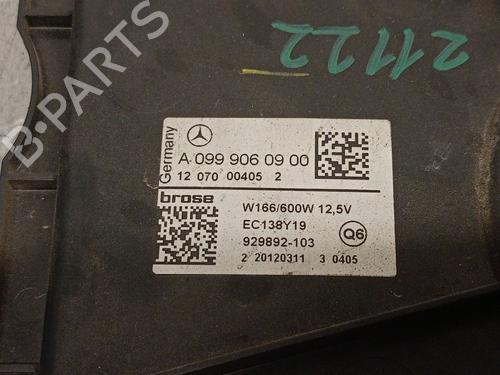 21122
Germany
A 099 906 09 00
12 070 00405 2
brose
W166/600W 12,5V
EC138Y19
929892-103
Q6
2 20120311 3 0405
B-PARTS